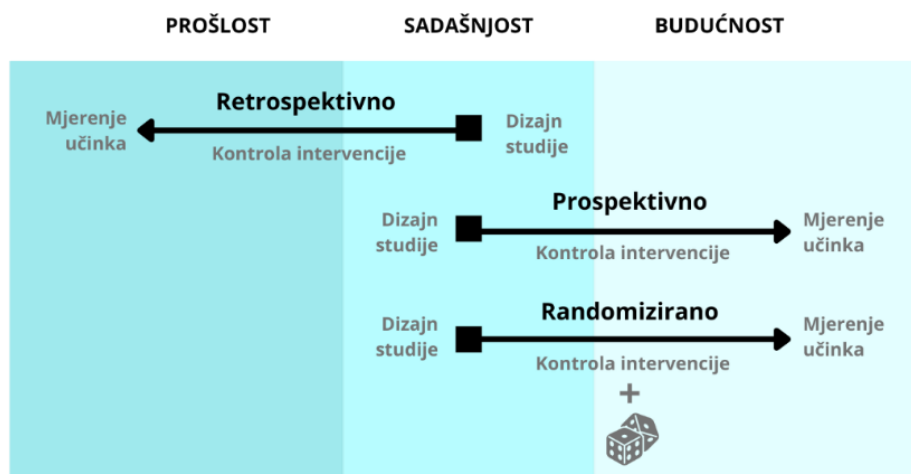 PROŠLOST
SADAŠNJOST
BUDUĆNOST
Retrospektivno
Mjerenje
učinka
Kontrola intervencije
Dizajn
studije
Prospektivno
Dizajn
studije
Kontrola intervencije
Mjerenje
učinka
Randomizirano
Dizajn
studije
Kontrola intervencije
+
Mjerenje
učinka